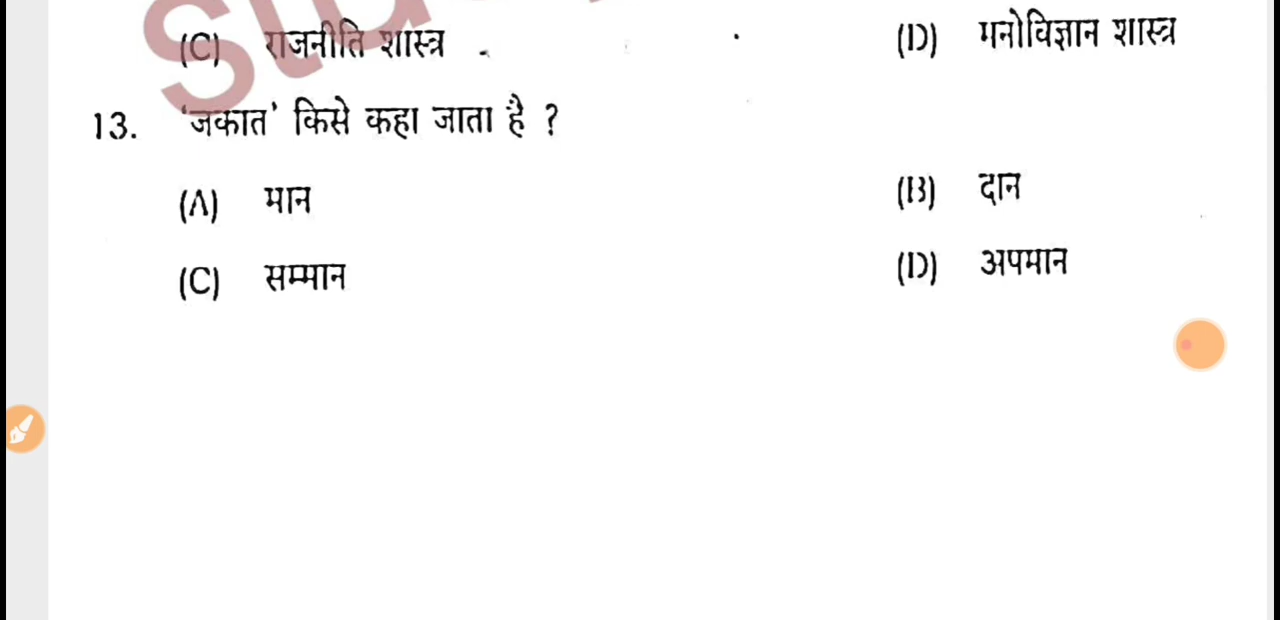 (C) राजनीति शास्त्र (D) मनोविज्ञान शास्त्र
13. 'जकात' किसे कहा जाता है ?
(A) मान (B) दान
(C) सम्मान (D) अपमान